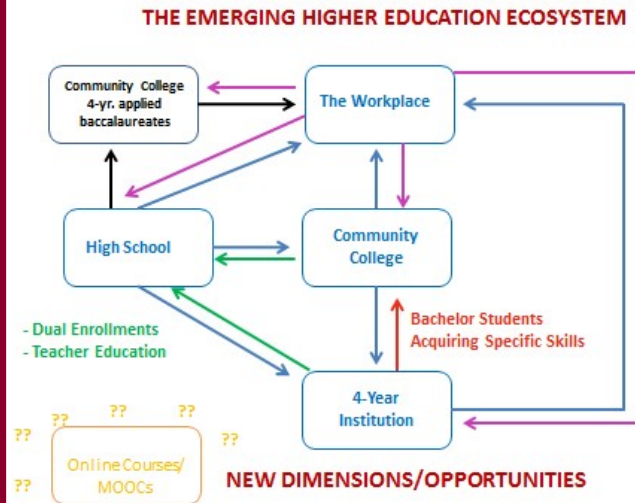 THE EMERGING HIGHER EDUCATION ECOSYSTEM
Community College
4-yr. applied
baccalaureates
The Workplace
High School
Community
College
- Dual Enrollments
- Teacher Education
Bachelor Students
Acquiring Specific Skills
4-Year
Institution
??
??
??
??
??
??
Online Courses/
MOOCs
NEW DIMENSIONS/OPPORTUNITIES